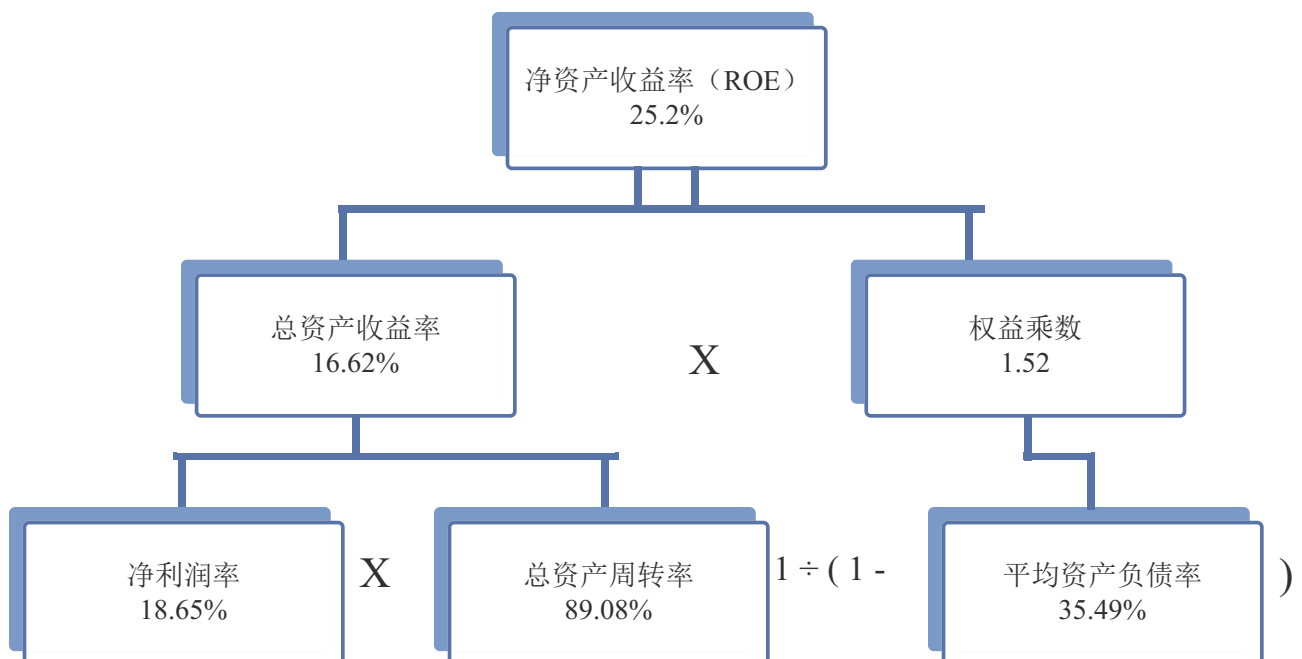 净资产收益率（ROE）
25.2%
总资产收益率
16.62%
X
权益乘数
1.52
净利润率
18.65%
X
总资产周转率
89.08%
1 ÷ ( 1 -
平均资产负债率
35.49%
)